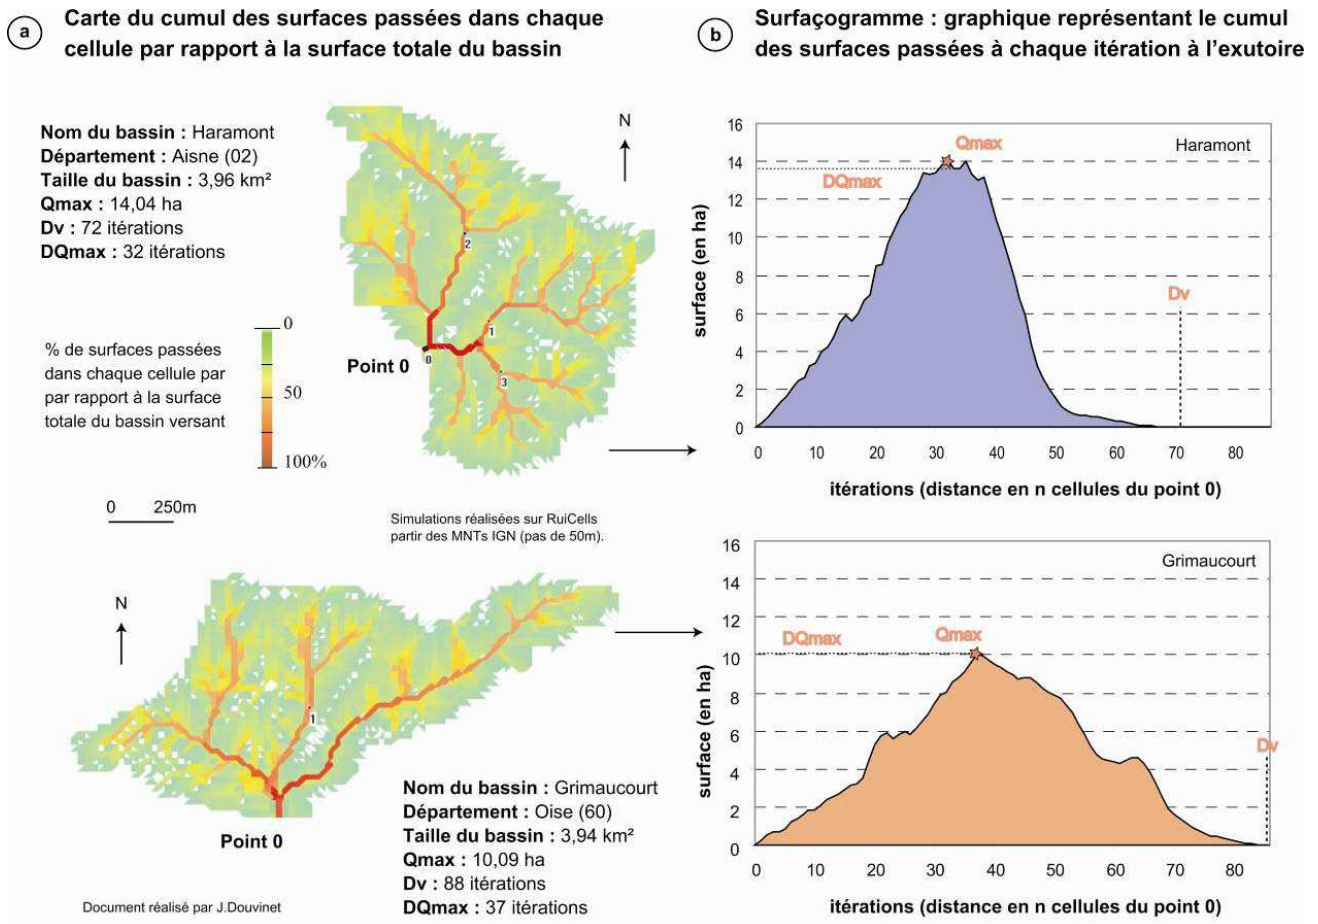 a
Carte du cumul des surfaces passées dans chaque
cellule par rapport à la surface totale du bassin
Nom du bassin : Haramont
Département : Aisne (02)
Taille du bassin : 3,96 km²
Qmax : 14,04 ha
Dv : 72 itérations
DQmax : 32 itérations
N
2
1
0
3
Point 0
% de surfaces passées
dans chaque cellule par
par rapport à la surface
totale du bassin versant
0
50
100%
0 250m
Simulations réalisées sur RuiCells
partir des MNTs IGN (pas de 50m).
N
1
Point 0
Nom du bassin : Grimaucourt
Département : Oise (60)
Taille du bassin : 3,94 km²
Qmax : 10,09 ha
Dv : 88 itérations
DQmax : 37 itérations
Document réalisé par J.Douvinet
b
Surfaçogramme : graphique représentant le cumul
des surfaces passées à chaque itération à l'exutoire
16
14
12
10
8
6
4
2
0
surface (en ha)
Haramont
Qmax
DQmax
Dv
0 10 20 30 40 50 60 70 80
itérations (distance en n cellules du point 0)
16
14
12
10
8
6
4
2
0
surface (en ha)
Grimaucourt
DQmax
Qmax
Dv
0 10 20 30 40 50 60 70 80
itérations (distance en n cellules du point 0)